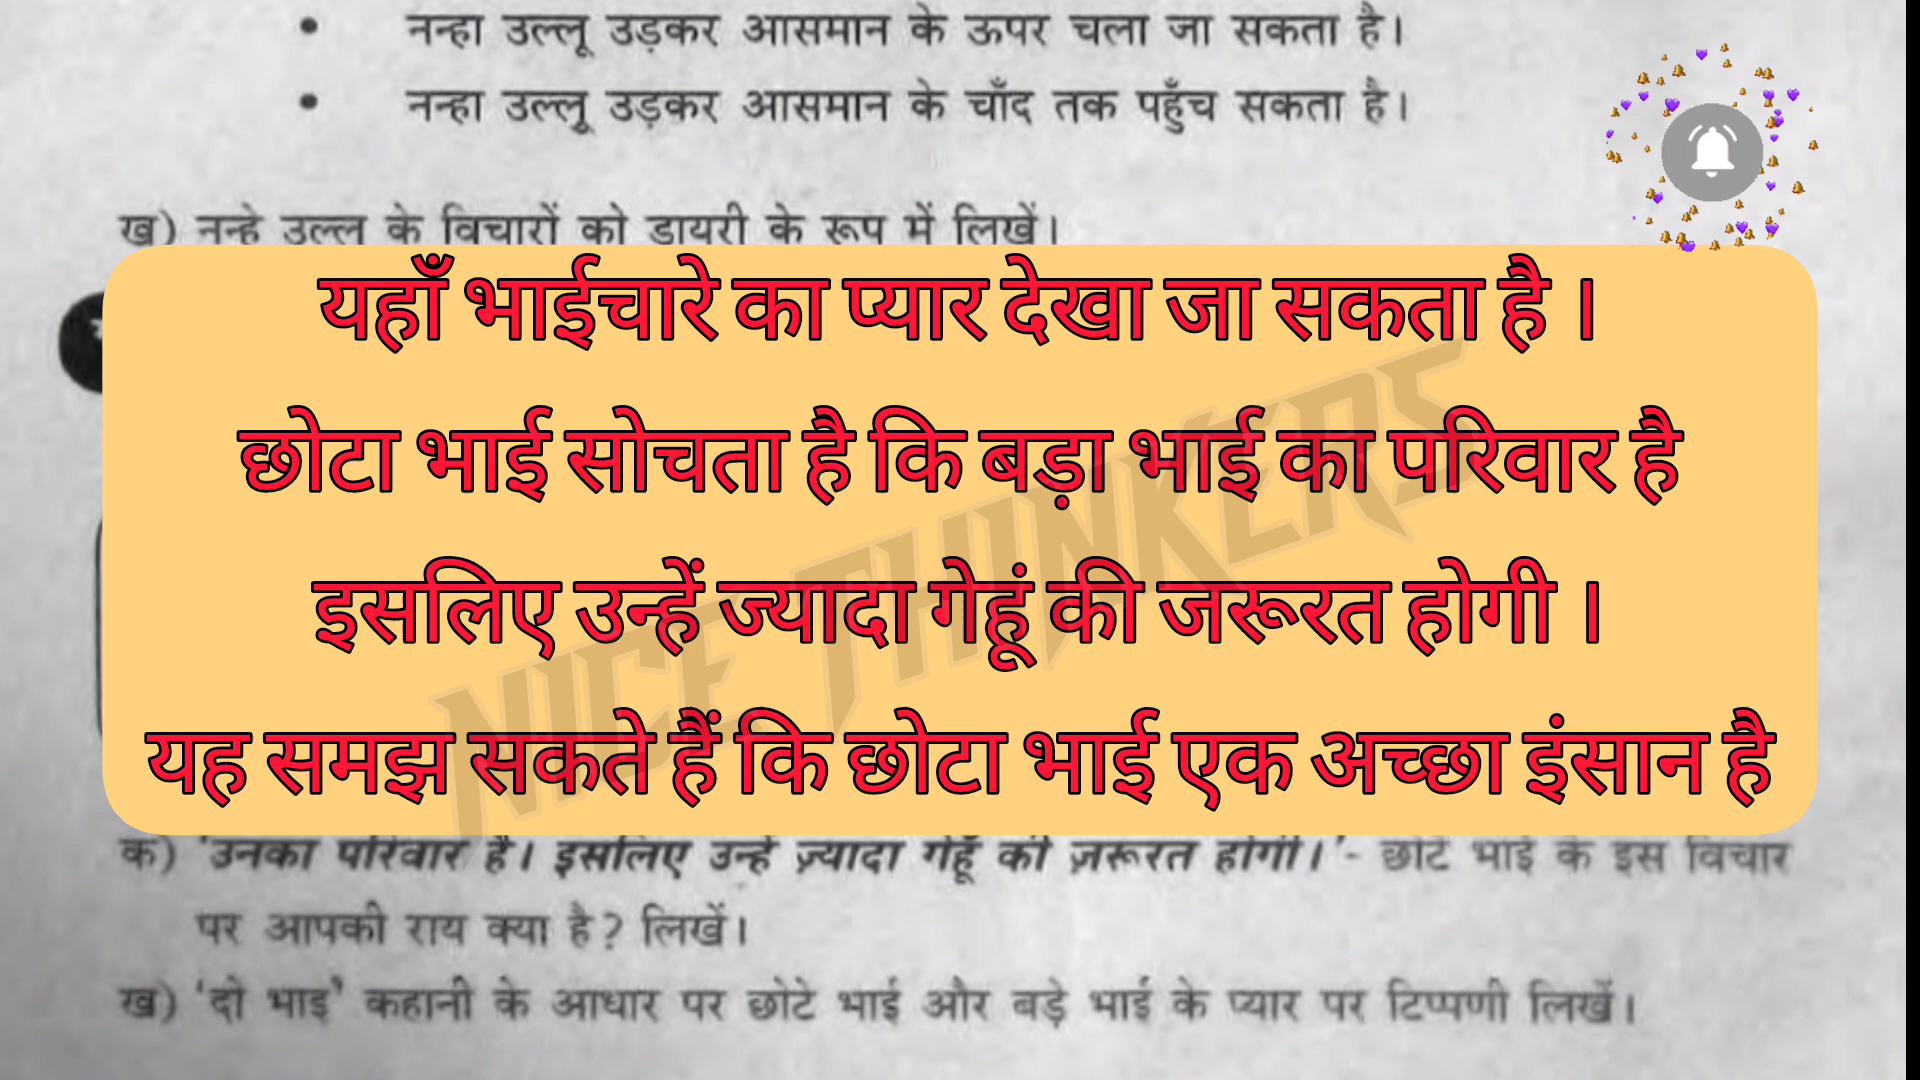 • नन्हा उल्लू उड़कर आसमान के ऊपर चला जा सकता है।
• नन्हा उल्लू उड़कर आसमान के चाँद तक पहुँच सकता है।
ख) नन्हे उल्लू के विचारों को डायरी के रूप में लिखें।
यहाँ भाईचारे का प्यार देखा जा सकता है ।
छोटा भाई सोचता है कि बड़ा भाई का परिवार है
इसलिए उन्हें ज्यादा गेहूं की जरूरत होगी ।
यह समझ सकते हैं कि छोटा भाई एक अच्छा इंसान है
NICE THINKERS
क) 'उनका परिवार है। इसलिए उन्हें ज़्यादा गेहूँ की ज़रूरत होगी।'- छोटे भाई के इस विचार
पर आपकी राय क्या है? लिखें।
ख) 'दो भाई' कहानी के आधार पर छोटे भाई और बड़े भाई के प्यार पर टिप्पणी लिखें।